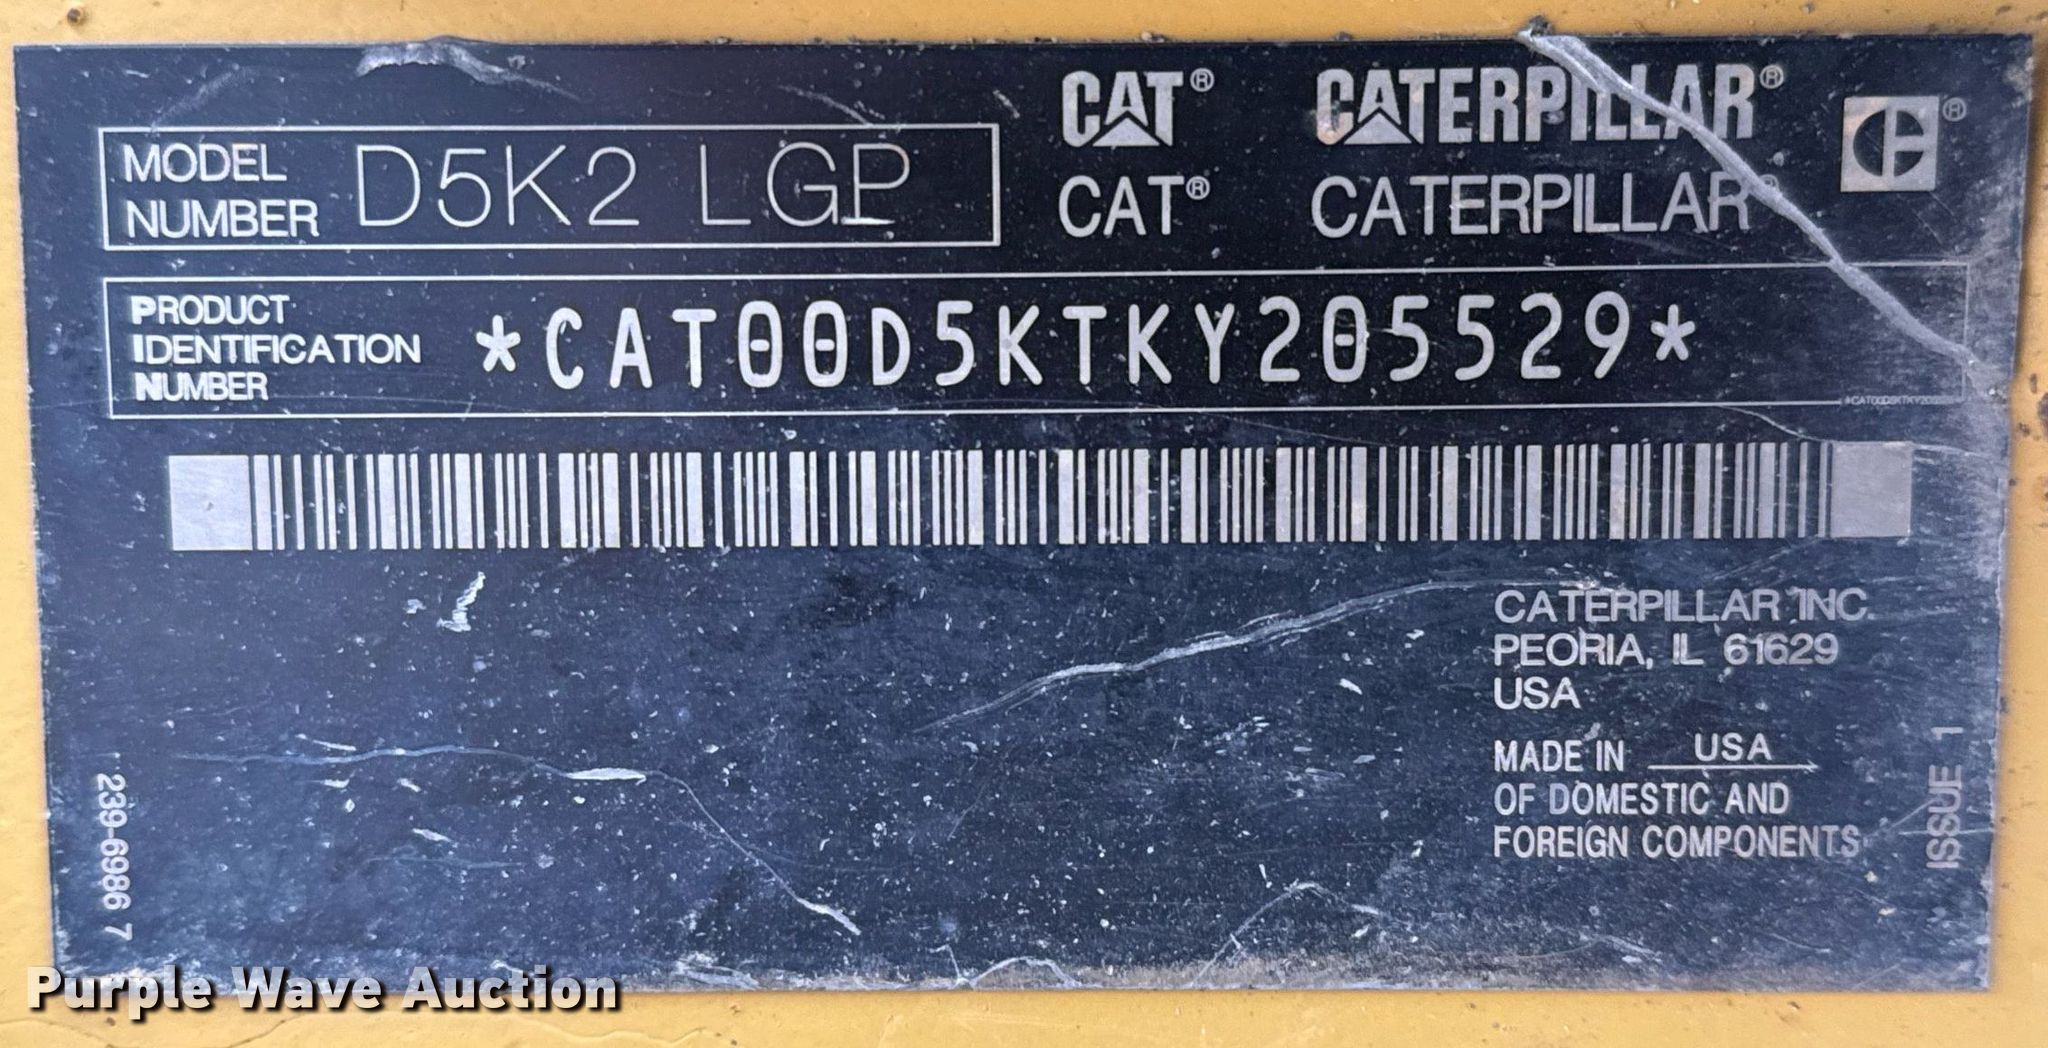 MODEL NUMBER D5K2 LGP
CAT® CATERPILLAR®
CAT® CATERPILLAR®
PRODUCT IDENTIFICATION NUMBER *CAT00D5KTKY205529*
CATERPILLAR INC.
PEORIA, IL 61629
USA
MADE IN USA
OF DOMESTIC AND
FOREIGN COMPONENTS
239-6986 7
ISSUE 1
Purple Wave Auction